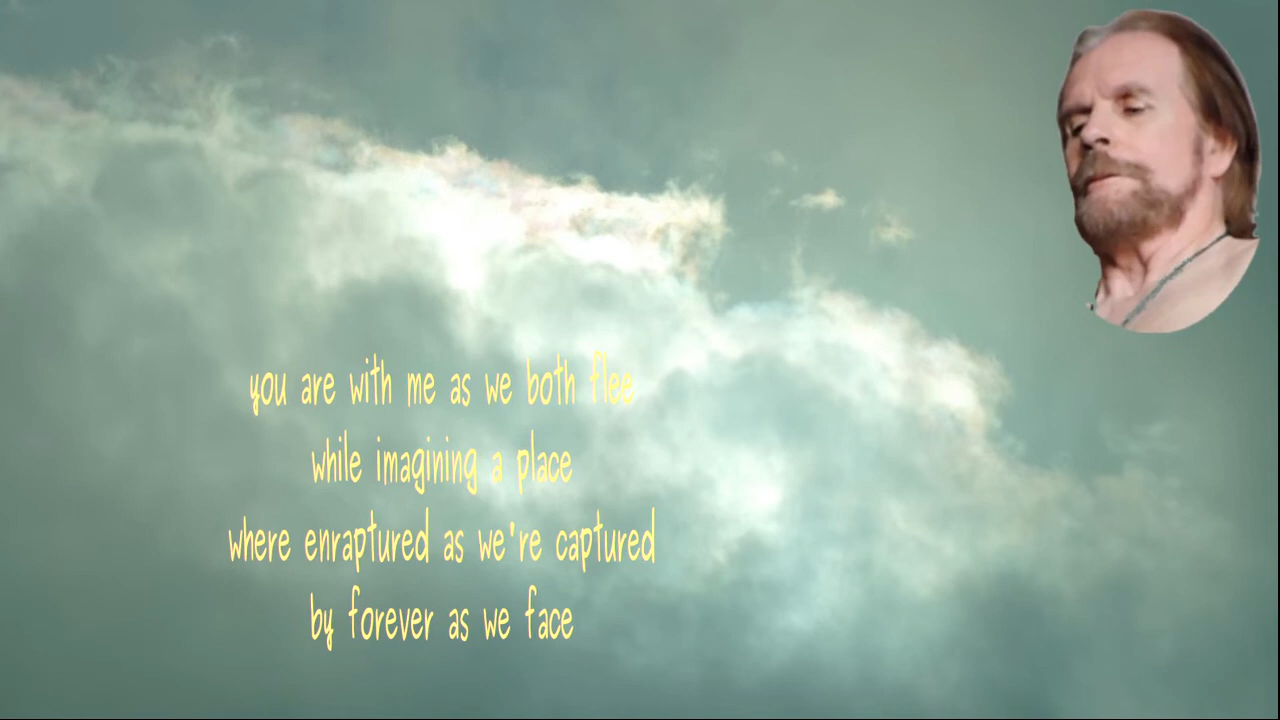 you are with me as we both flee
while imagining a place
where enraptured as we're captured
by forever as we face